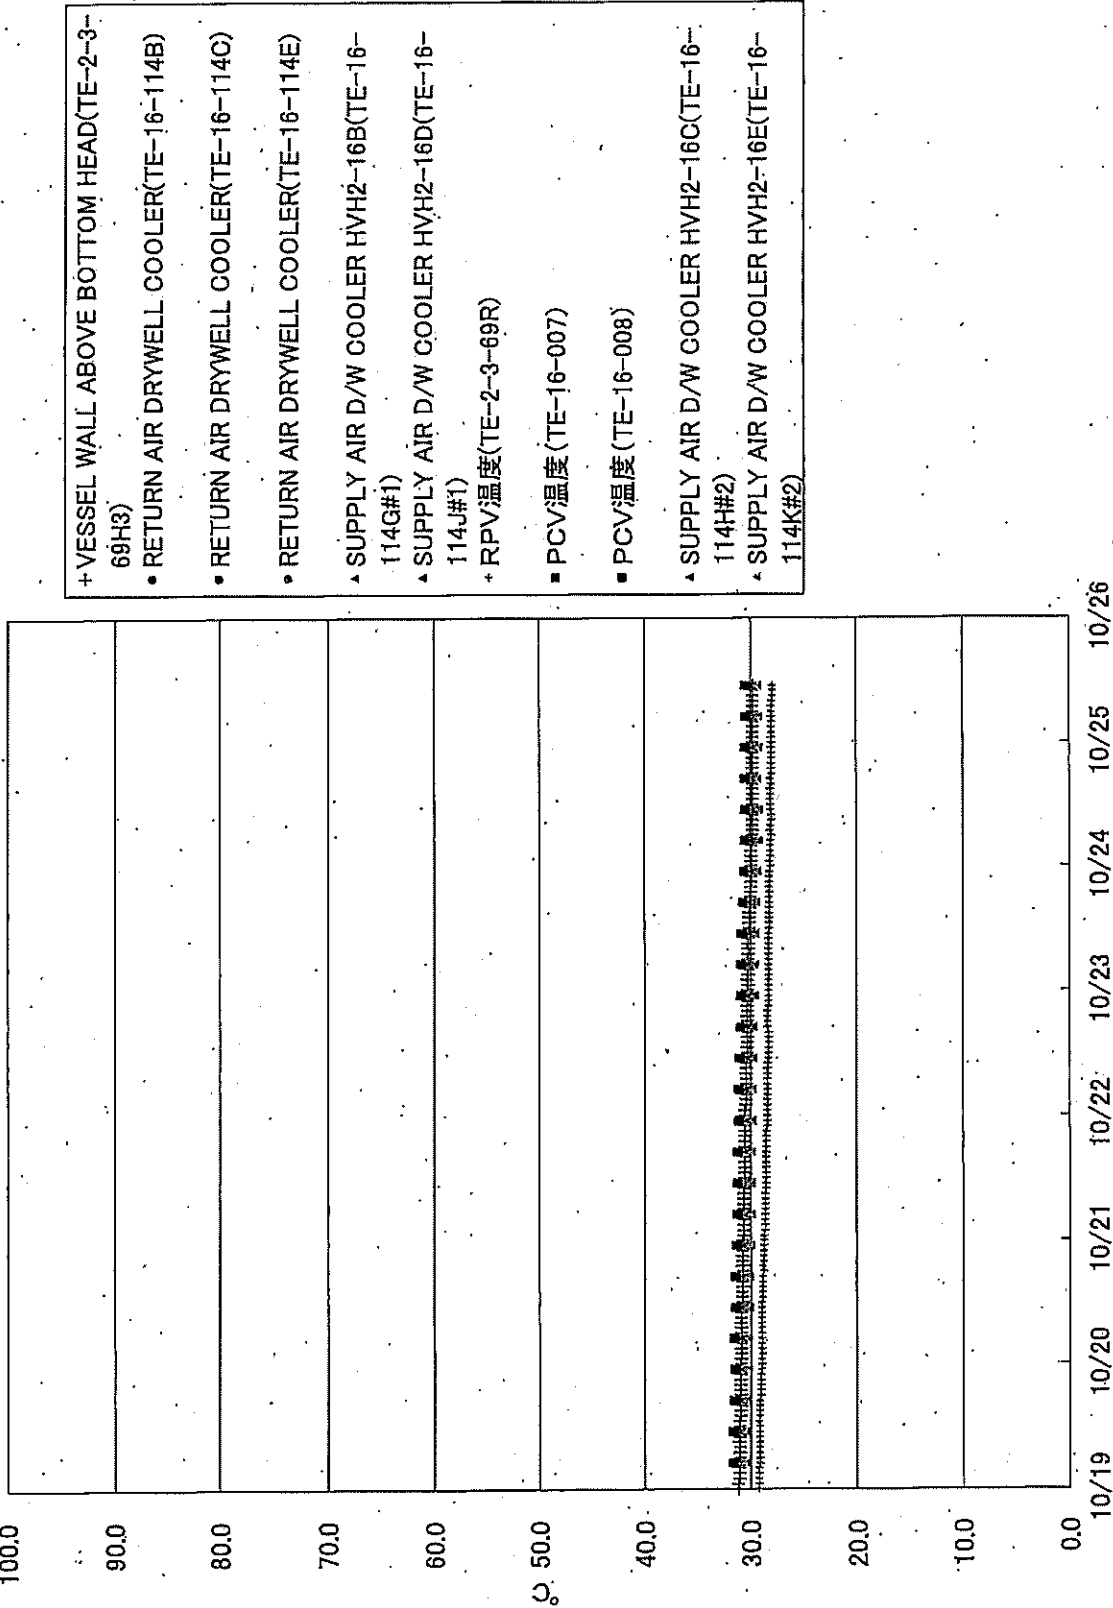 100.0
90.0
80.0
70.0
60.0
50.0
40.0
30.0
20.0
10.0
0.0
℃
10/19
10/20
10/21
10/22
10/23
10/24
10/25
10/26
+ VESSEL WALL ABOVE BOTTOM HEAD(TE-2-3-
69H3)
• RETURN AIR DRYWELL COOLER(TE-16-114B)
• RETURN AIR DRYWELL COOLER(TE-16-114C)
• RETURN AIR DRYWELL COOLER(TE-16-114E)
▲ SUPPLY AIR D/W COOLER HVH2-16B(TE-16-
114G#1)
▲ SUPPLY AIR D/W COOLER HVH2-16D(TE-16-
114J#1)
+ RPV温度(TE-2-3-69R)
■ PCV温度(TE-16-007)
■ PCV温度(TE-16-008)
▲ SUPPLY AIR D/W COOLER HVH2-16C(TE-16-
114H#2)
▲ SUPPLY AIR D/W COOLER HVH2-16E(TE-16-
114K#2)